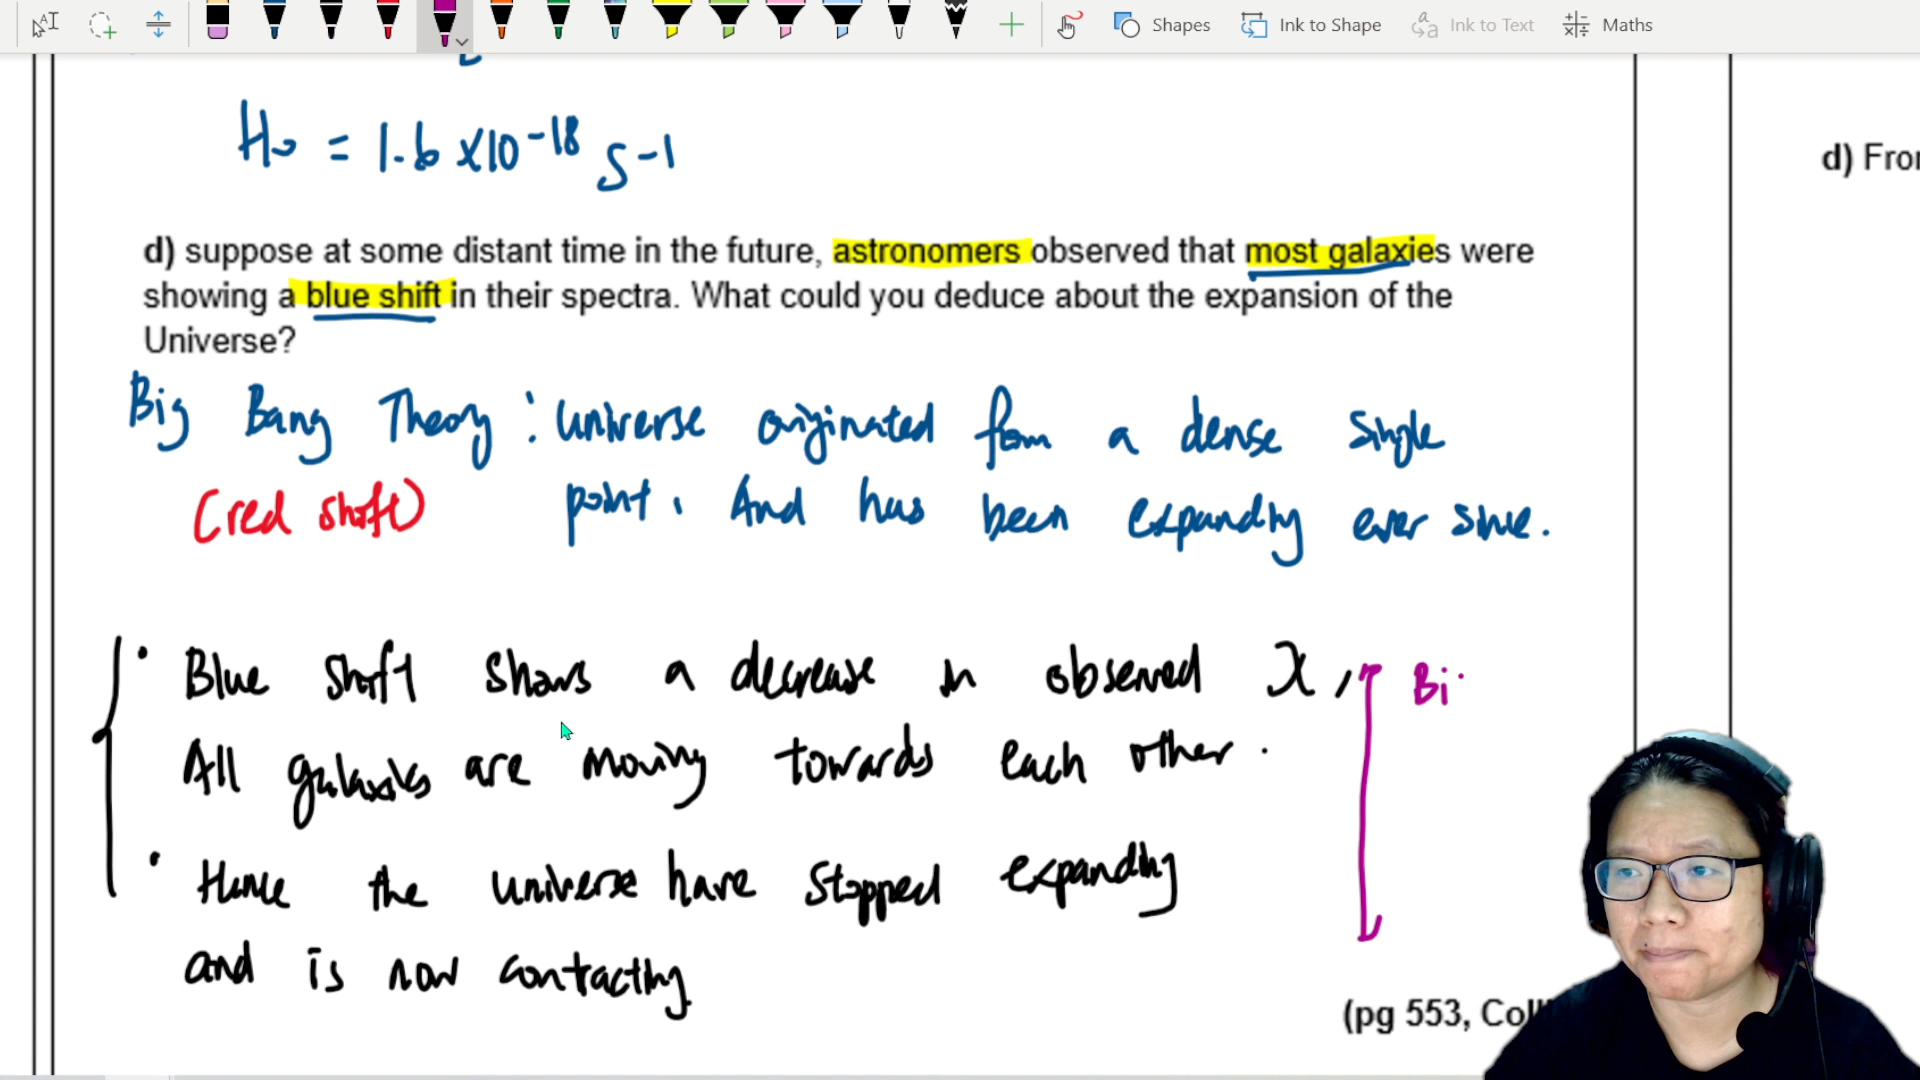 Shapes Ink to Shape Ink to Text Maths
H₀ = 1.6 ×10⁻¹⁸ s⁻¹
d) suppose at some distant time in the future, astronomers observed that most galaxies were
showing a blue shift in their spectra. What could you deduce about the expansion of the
Universe?
Big Bang Theory : universe originated from a dense single
(red shift) point. And has been expanding ever since.
• Blue shift shows a decrease in observed λ,
All galaxies are moving towards each other.
• Hence the universe have stopped expanding
and is now contracting
Bi
(pg 553, Coll
d) From